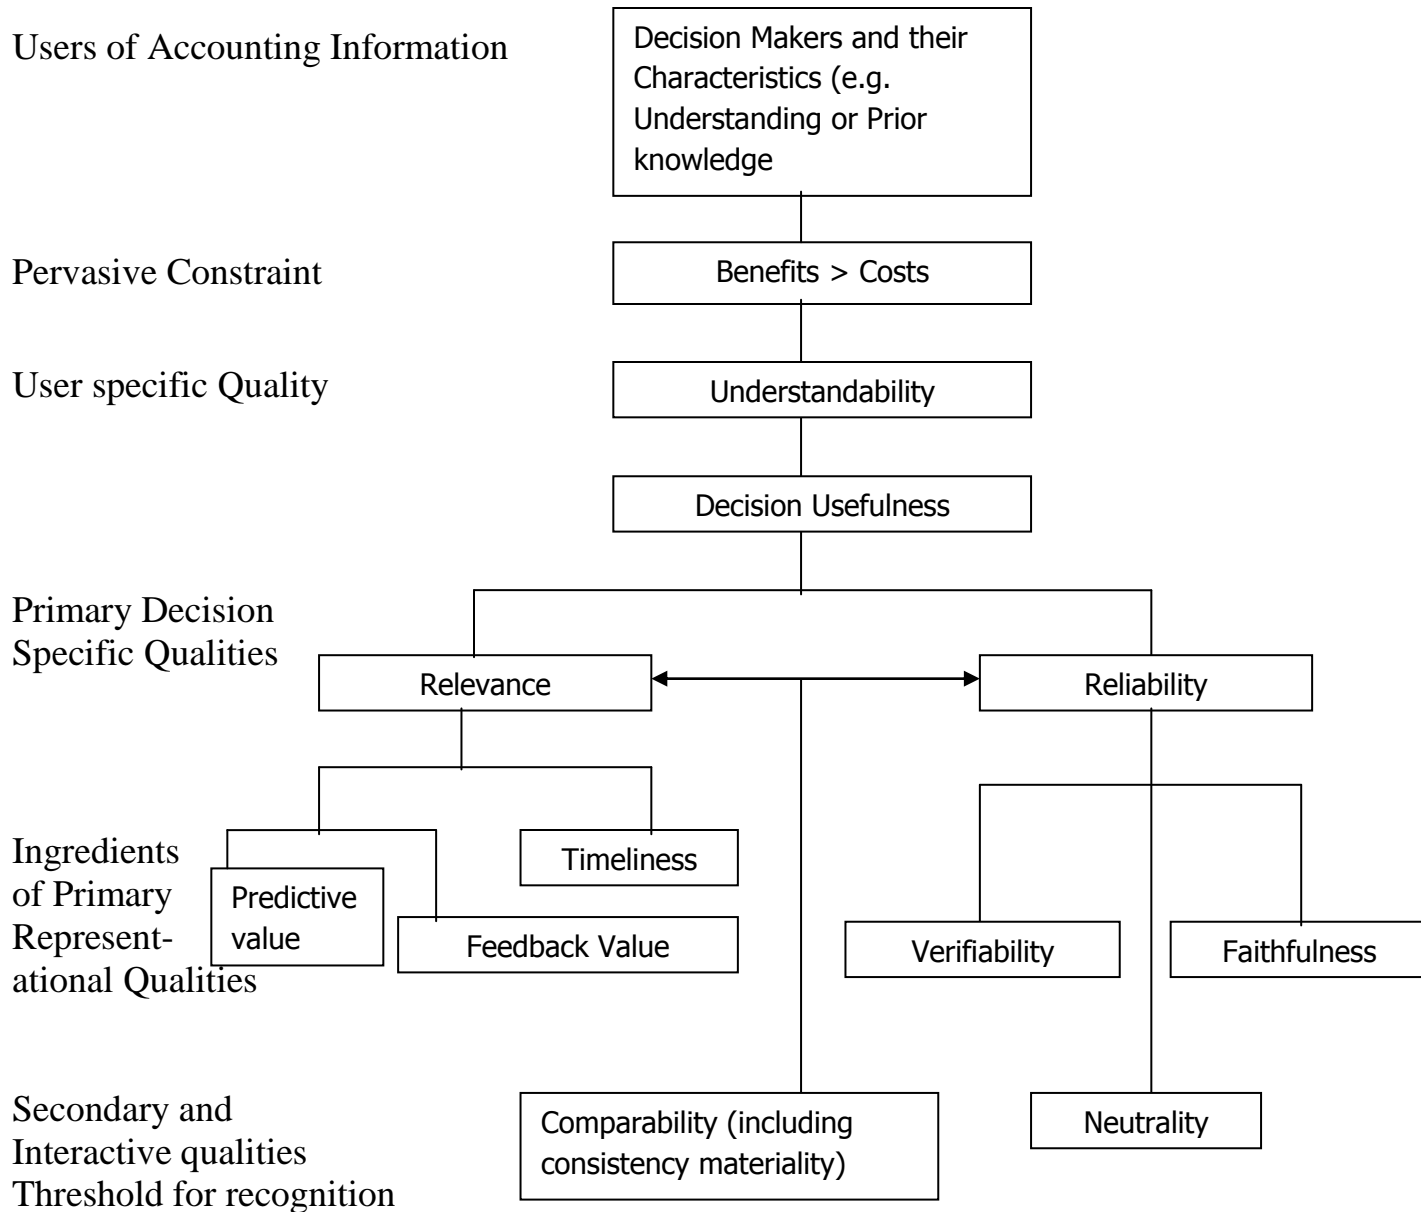 Users of Accounting Information
Decision Makers and their
Characteristics (e.g.
Understanding or Prior
knowledge
Pervasive Constraint
Benefits > Costs
User specific Quality
Understandability
Decision Usefulness
Primary Decision
Specific Qualities
Relevance
Reliability
Ingredients
of Primary
Represent-
ational Qualities
Predictive
value
Timeliness
Feedback Value
Verifiability
Faithfulness
Secondary and
Interactive qualities
Threshold for recognition
Comparability (including
consistency materiality)
Neutrality